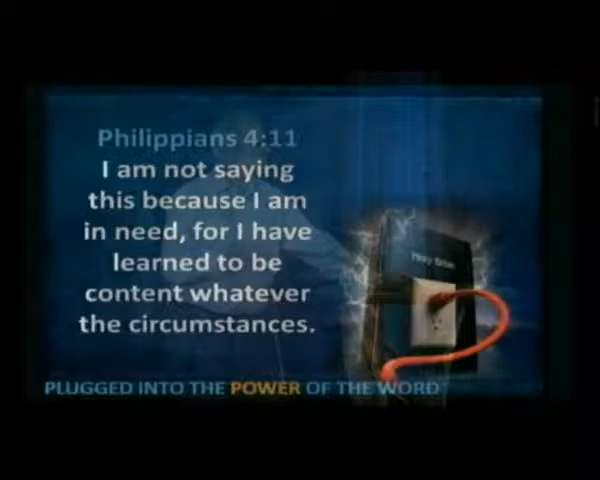 Philippians 4:11
I am not saying
this because I am
in need, for I have
learned to be
content whatever
the circumstances.
Holy Bible
PLUGGED INTO THE POWER OF THE WORD